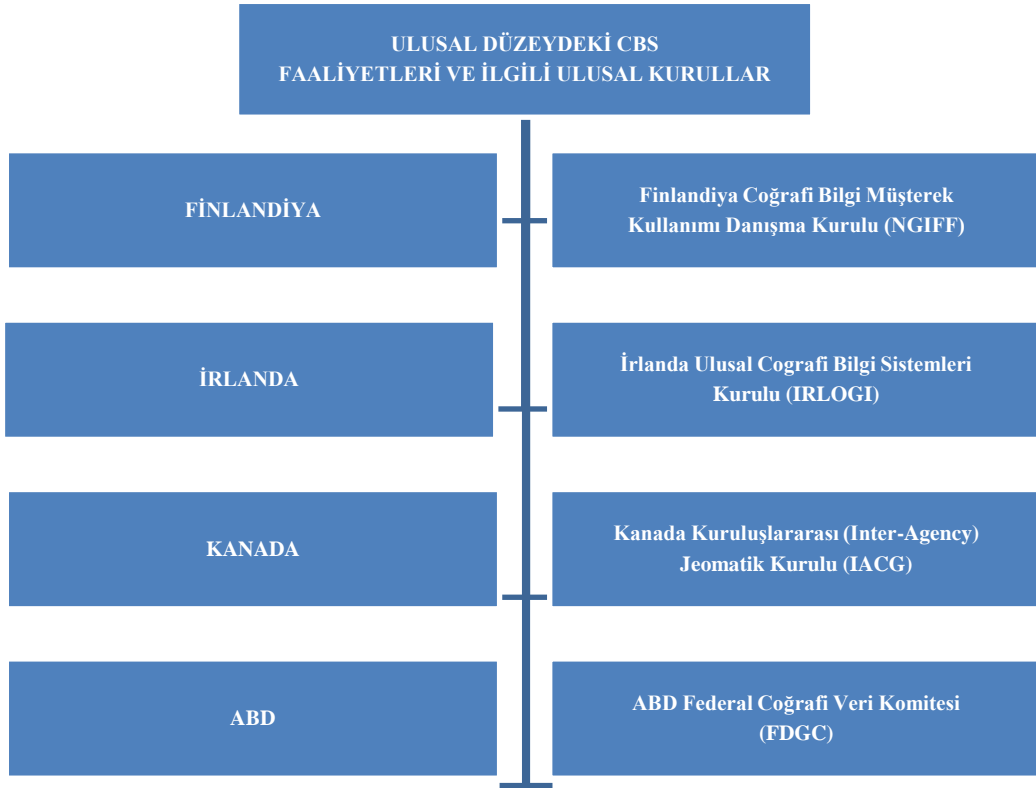 ULUSAL DÜZEYDEKİ CBS
FAALİYETLERİ VE İLGİLİ ULUSAL KURULLAR
FİNLANDİYA
Finlandiya Coğrafi Bilgi Müşterek
Kullanımı Danışma Kurulu (NGIFF)
İRLANDA
İrlanda Ulusal Cografi Bilgi Sistemleri
Kurulu (IRLOGI)
KANADA
Kanada Kuruluşlararası (Inter-Agency)
Jeomatik Kurulu (IACG)
ABD
ABD Federal Coğrafi Veri Komitesi
(FDGC)